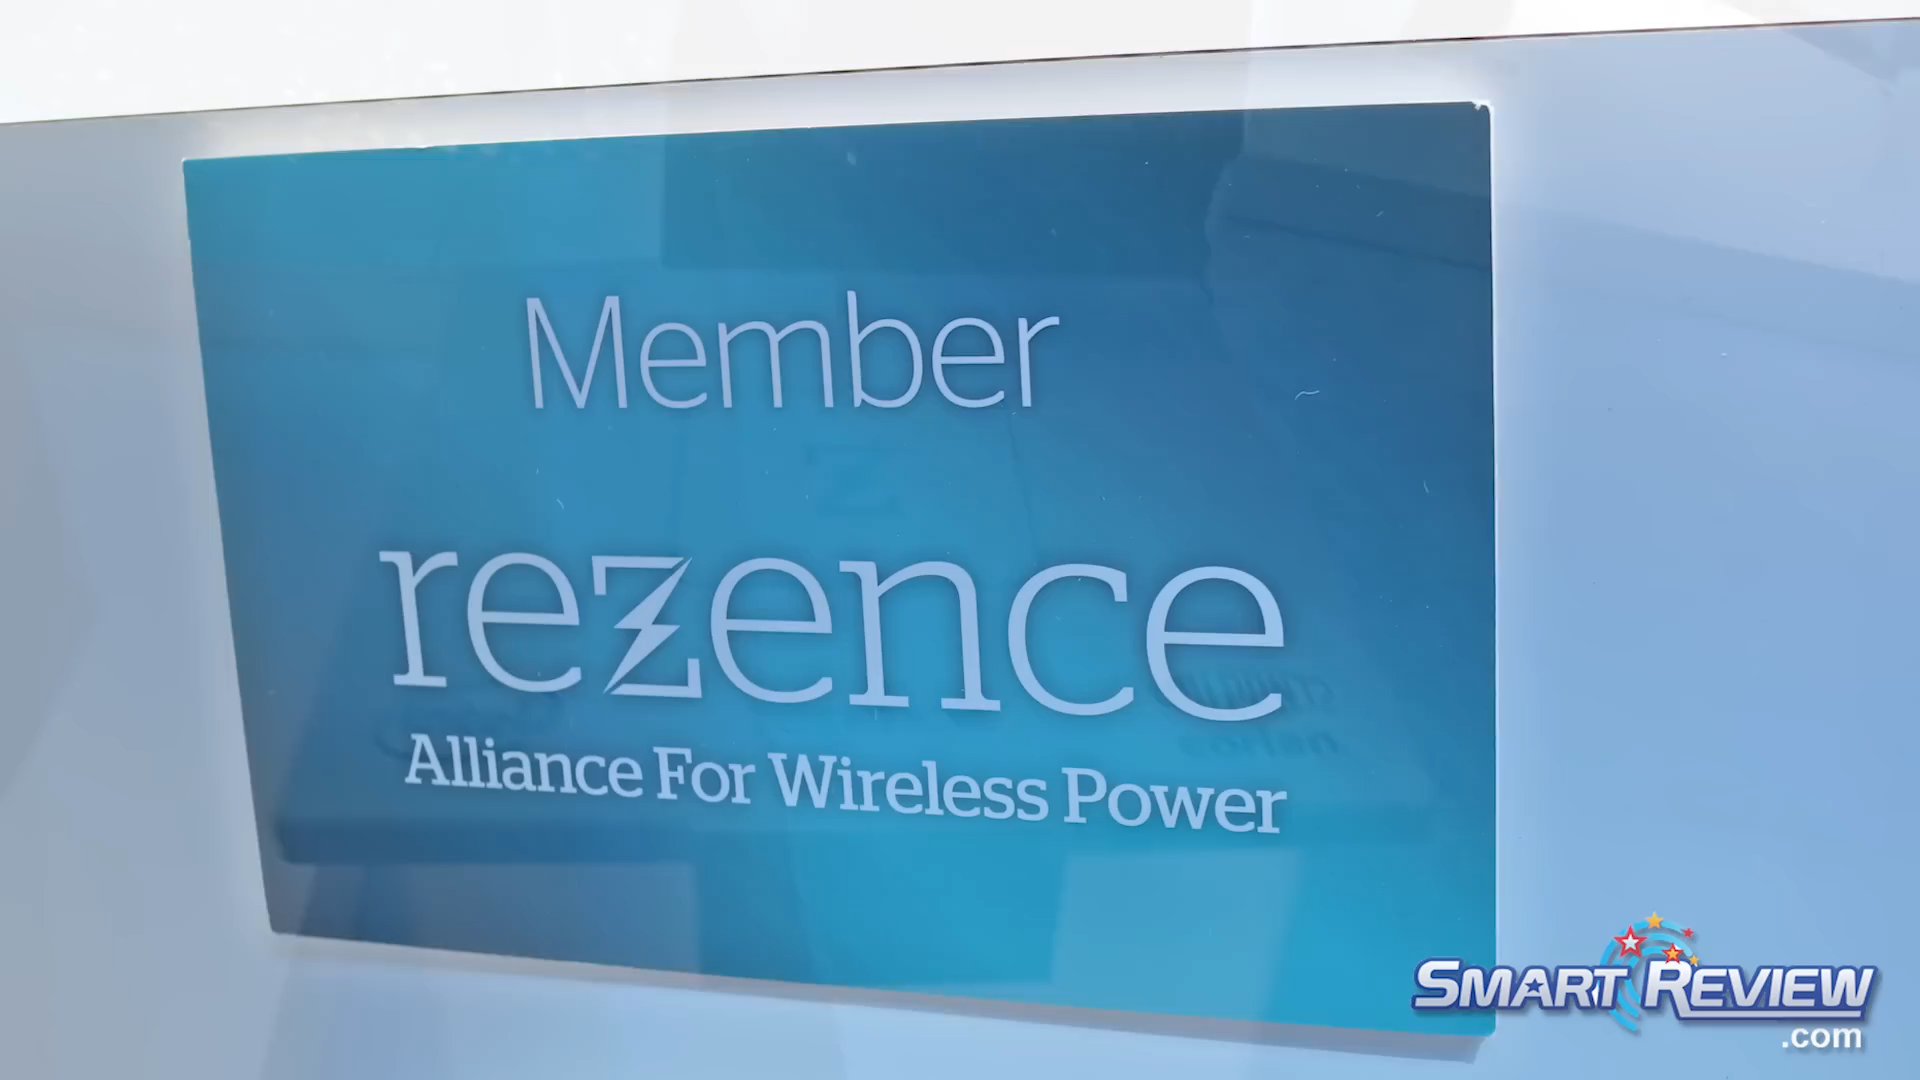 Member
rezence
Alliance For Wireless Power
SMART REVIEW
.com